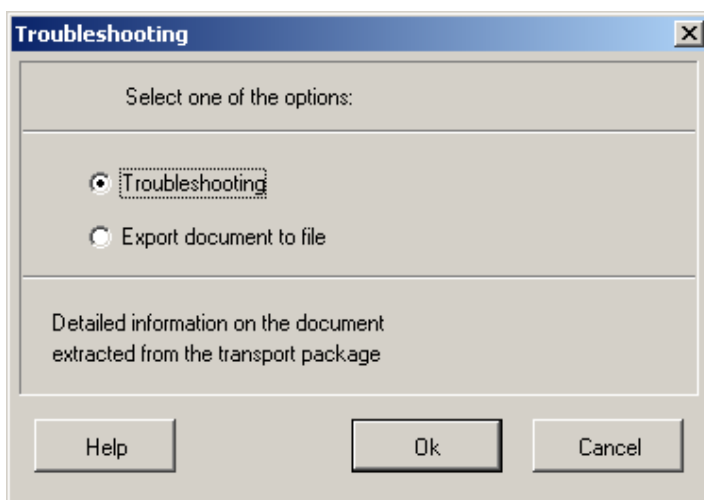 Troubleshooting
Select one of the options:
Troubleshooting
Export document to file
Detailed information on the document
extracted from the transport package
Help
Ok
Cancel